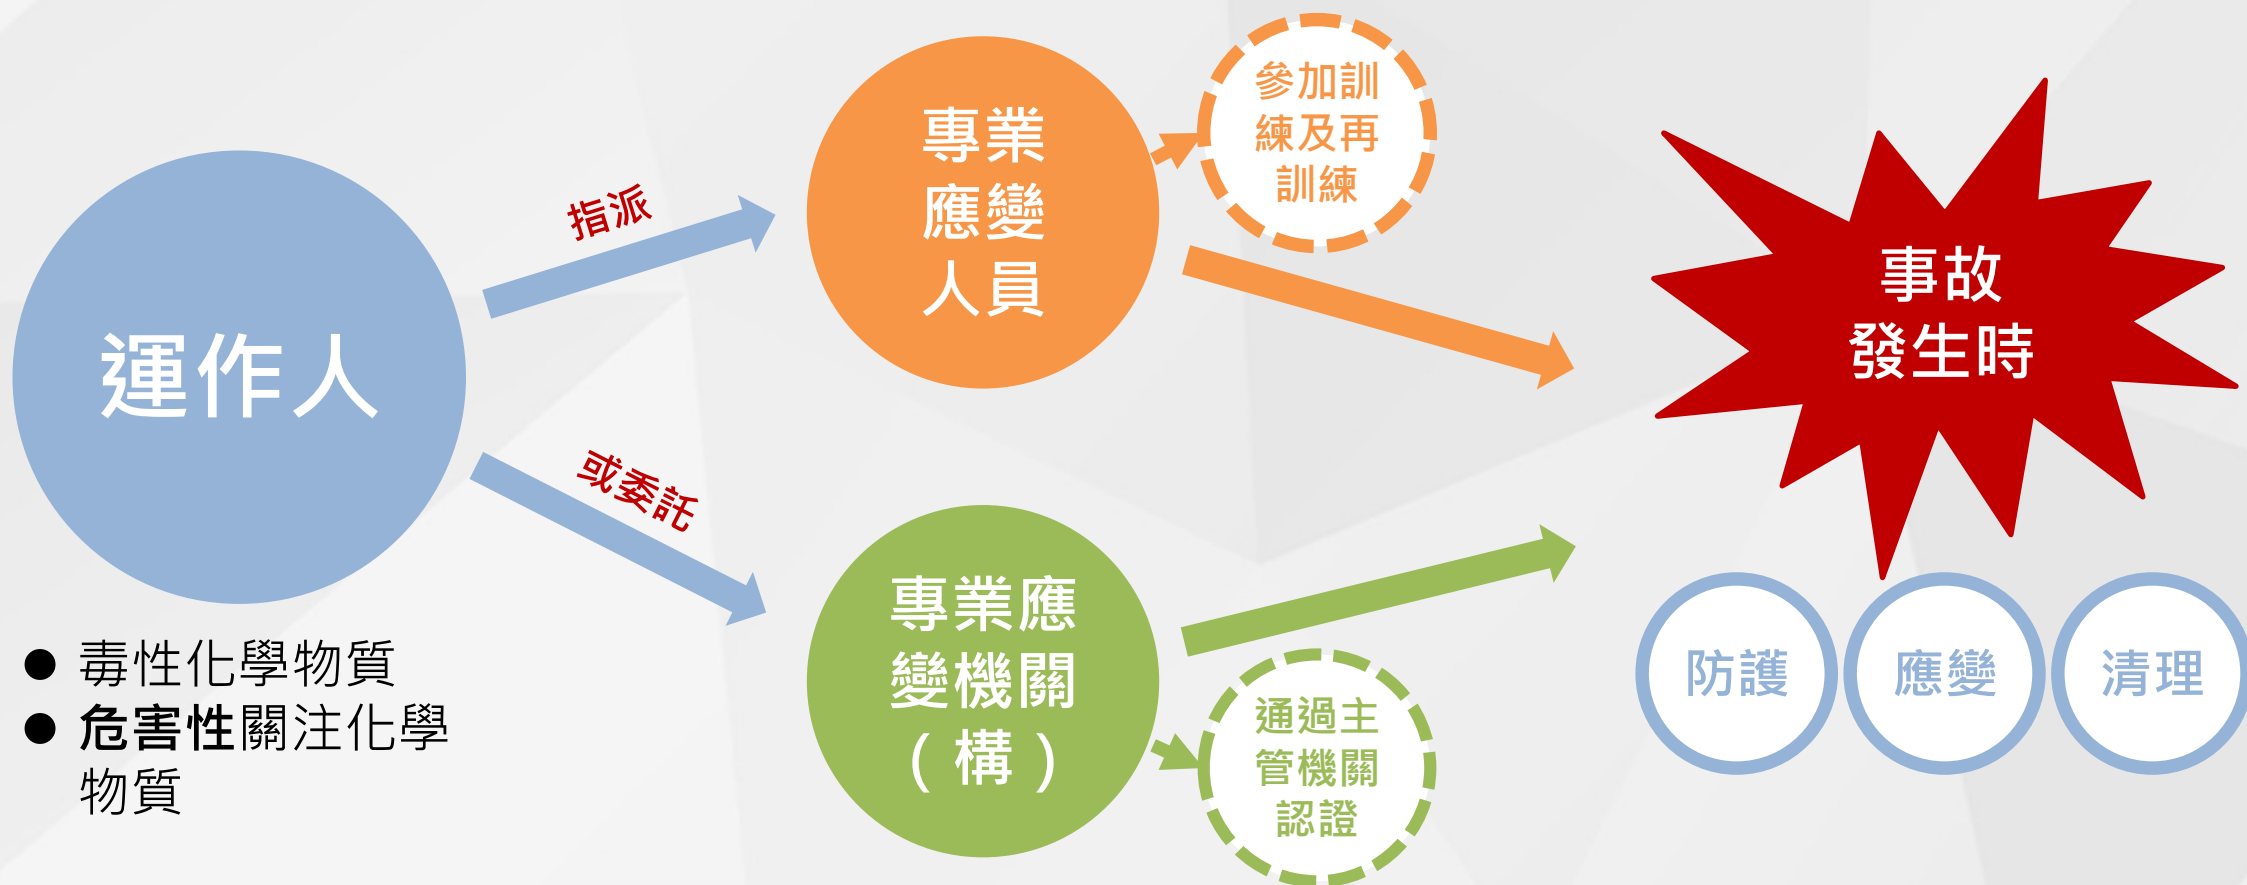 運作人
● 毒性化學物質
● 危害性關注化學
物質
指派
或委託
專業
應變
人員
參加訓
練及再
訓練
專業應
變機關
（構）
通過主
管機關
認證
事故
發生時
防護
應變
清理